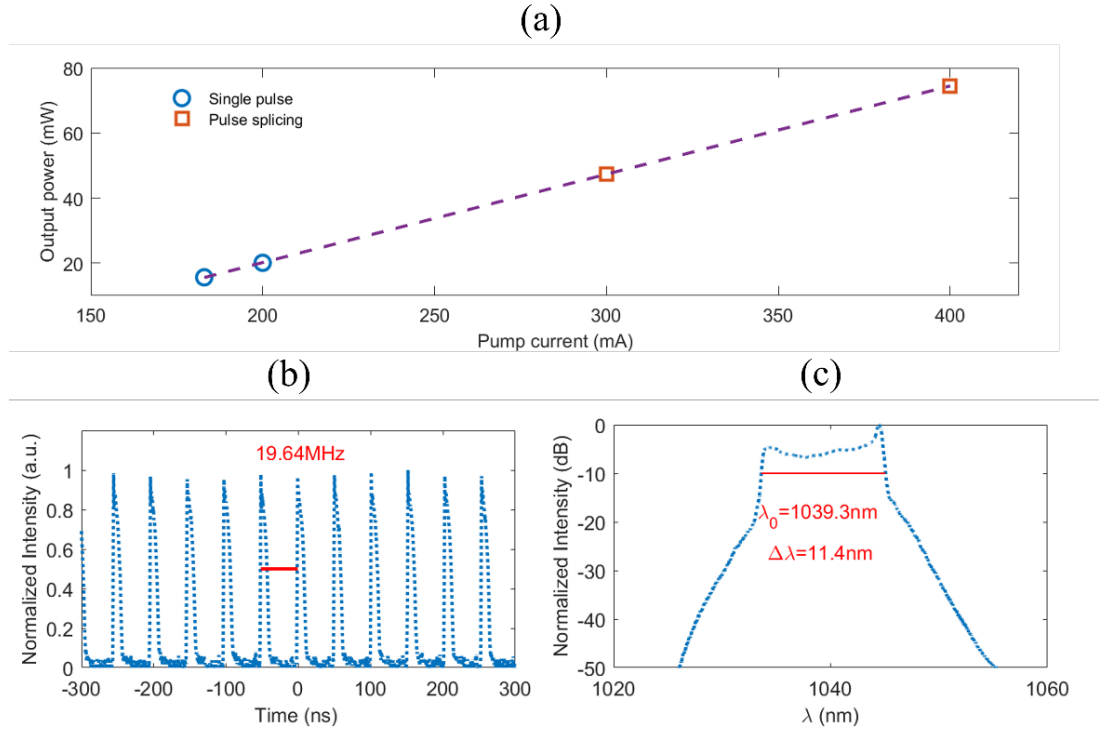 (a)
80
60
40
20
Output power (mW)
Single pulse
Pulse splicing
150 200 250 300 350 400
Pump current (mA)
(b)
1
0.8
0.6
0.4
0.2
0
Normalized Intensity (a.u.)
19.64MHz
-300 -200 -100 0 100 200 300
Time (ns)
(c)
0
-10
-20
-30
-40
-50
Normalized Intensity (dB)
λ₀=1039.3nm
Δλ=11.4nm
1020 1040 1060
λ (nm)